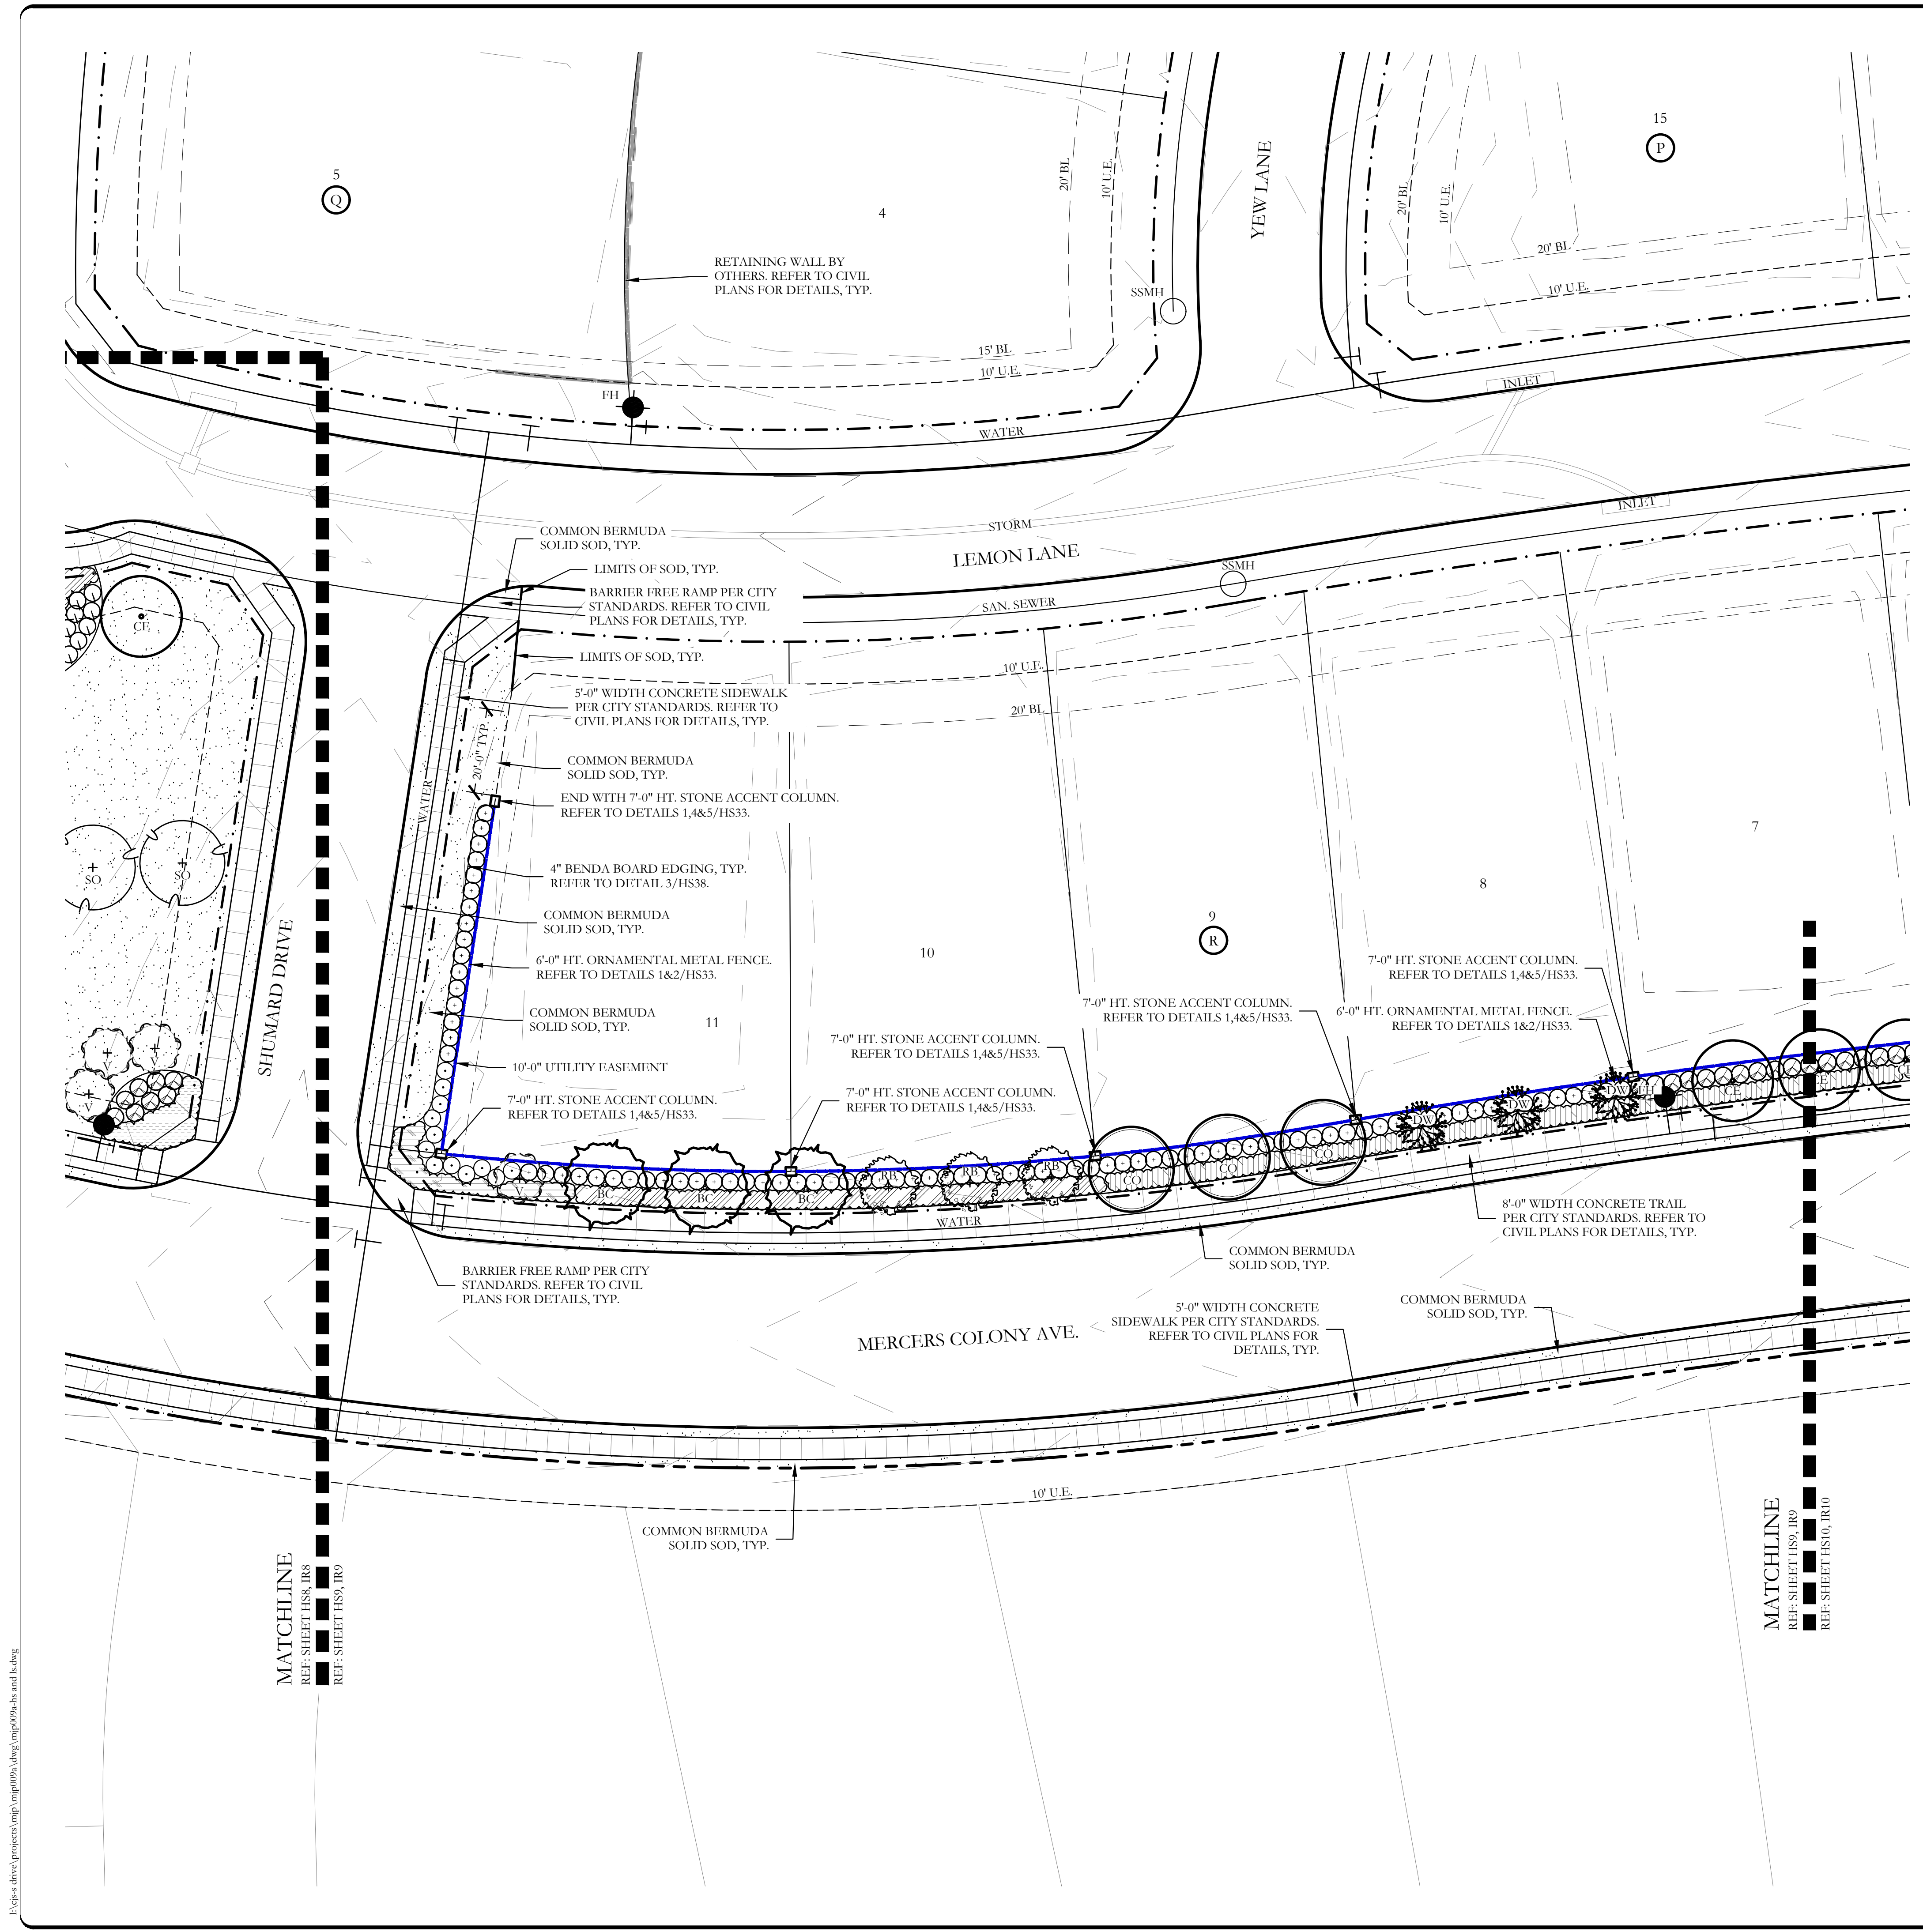 15
P
5
Q
4
20' BL
10' U.E.
YEW LANE
20' BL
10' U.E.
20' BL
10' U.E.
RETAINING WALL BY
OTHERS. REFER TO CIVIL
PLANS FOR DETAILS, TYP.
SSMH
15' BL
10' U.E.
INLET
FH
WATER
INLET
STORM
LEMON LANE
COMMON BERMUDA
SOLID SOD, TYP.
LIMITS OF SOD, TYP.
SSMH
BARRIER FREE RAMP PER CITY
STANDARDS. REFER TO CIVIL
PLANS FOR DETAILS, TYP.
SAN. SEWER
CE
LIMITS OF SOD, TYP.
10' U.E.
5'-0" WIDTH CONCRETE SIDEWALK
PER CITY STANDARDS. REFER TO
CIVIL PLANS FOR DETAILS, TYP.
20' BL
20'-0" TYP.
COMMON BERMUDA
SOLID SOD, TYP.
WATER
END WITH 7'-0" HT. STONE ACCENT COLUMN.
REFER TO DETAILS 1,4&5/HS33.
7
SO
SO
4" BENDA BOARD EDGING, TYP.
REFER TO DETAIL 3/HS38.
8
COMMON BERMUDA
SOLID SOD, TYP.
9
R
SHUMARD DRIVE
10
6'-0" HT. ORNAMENTAL METAL FENCE.
REFER TO DETAILS 1&2/HS33.
7'-0" HT. STONE ACCENT COLUMN.
REFER TO DETAILS 1,4&5/HS33.
COMMON BERMUDA
SOLID SOD, TYP.
11
7'-0" HT. STONE ACCENT COLUMN.
REFER TO DETAILS 1,4&5/HS33.
6'-0" HT. ORNAMENTAL METAL FENCE.
REFER TO DETAILS 1&2/HS33.
7'-0" HT. STONE ACCENT COLUMN.
REFER TO DETAILS 1,4&5/HS33.
10'-0" UTILITY EASEMENT
7'-0" HT. STONE ACCENT COLUMN.
REFER TO DETAILS 1,4&5/HS33.
7'-0" HT. STONE ACCENT COLUMN.
REFER TO DETAILS 1,4&5/HS33.
V
V
V
V
BC
BC
BC
RB
RB
RB
CO
CO
CO
DW
DW
DW
FH
CE
CE
CE
WATER
8'-0" WIDTH CONCRETE TRAIL
PER CITY STANDARDS. REFER TO
CIVIL PLANS FOR DETAILS, TYP.
COMMON BERMUDA
SOLID SOD, TYP.
BARRIER FREE RAMP PER CITY
STANDARDS. REFER TO CIVIL
PLANS FOR DETAILS, TYP.
MERCERS COLONY AVE.
5'-0" WIDTH CONCRETE
SIDEWALK PER CITY STANDARDS.
REFER TO CIVIL PLANS FOR
DETAILS, TYP.
COMMON BERMUDA
SOLID SOD, TYP.
10' U.E.
COMMON BERMUDA
SOLID SOD, TYP.
MATCHLINE
REF: SHEET HS8, IR8
REF: SHEET HS9, IR9
MATCHLINE
REF: SHEET HS9, IR9
REF: SHEET HS10, IR10